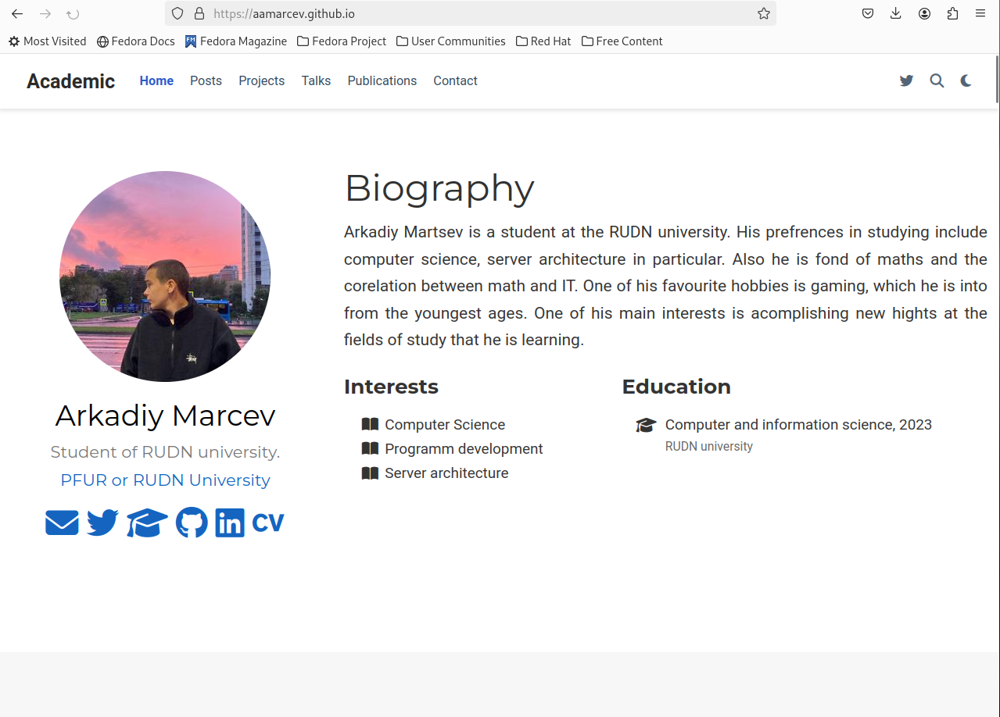 https://aamarcev.github.io
Most Visited Fedora Docs Fedora Magazine Fedora Project User Communities Red Hat Free Content
Academic Home Posts Projects Talks Publications Contact
Biography
Arkadiy Martsev is a student at the RUDN university. His prefrences in studying include
computer science, server architecture in particular. Also he is fond of maths and the
corelation between math and IT. One of his favourite hobbies is gaming, which he is into
from the youngest ages. One of his main interests is acomplishing new hights at the
fields of study that he is learning.
Arkadiy Marcev
Student of RUDN university.
PFUR or RUDN University
in CV
Interests
Computer Science
Programm development
Server architecture
Education
Computer and information science, 2023
RUDN university